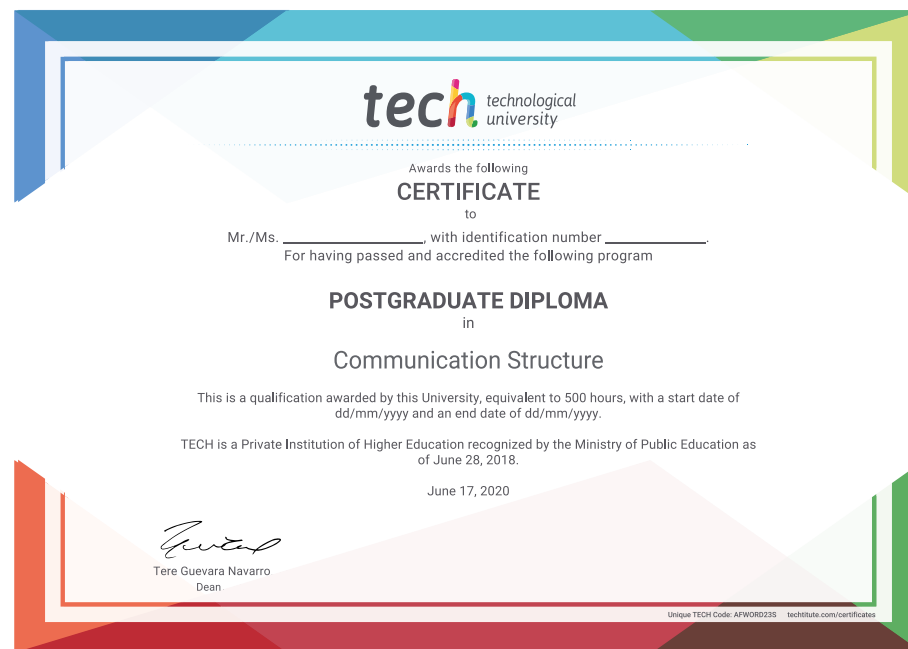 tech technological
university
Awards the following
CERTIFICATE
to
Mr./Ms. ____________________, with identification number ______________.
For having passed and accredited the following program
POSTGRADUATE DIPLOMA
in
Communication Structure
This is a qualification awarded by this University, equivalent to 500 hours, with a start date of
dd/mm/yyyy and an end date of dd/mm/yyyy.
TECH is a Private Institution of Higher Education recognized by the Ministry of Public Education as
of June 28, 2018.
June 17, 2020
Tere Guevara Navarro
Dean
Unique TECH Code: AFWORD23S techtitute.com/certificates